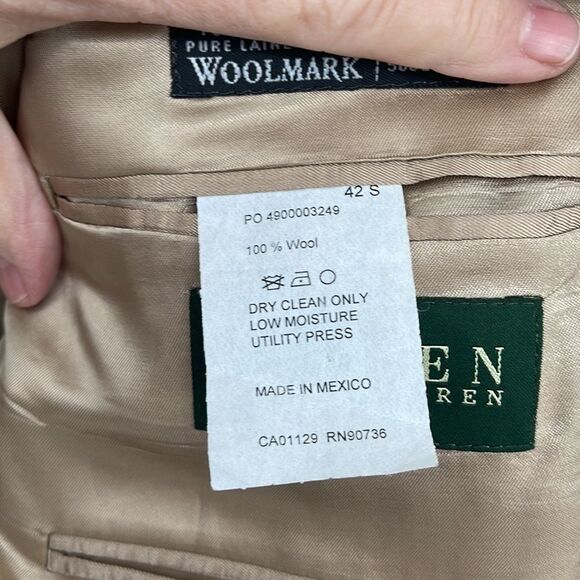 PURE LAINE
WOOLMARK
42 S
PO 4900003249
100 % Wool
DRY CLEAN ONLY
LOW MOISTURE
UTILITY PRESS
MADE IN MEXICO
CA01129 RN90736
EN
REN